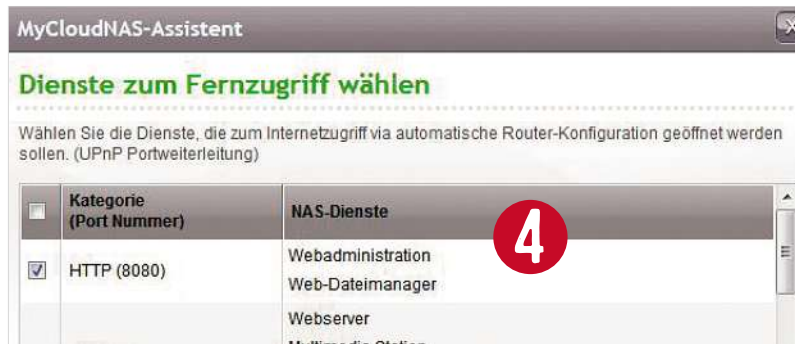 MyCloudNAS-Assistent
Dienste zum Fernzugriff wählen
Wählen Sie die Dienste, die zum Internetzugriff via automatische Router-Konfiguration geöffnet werden
sollen. (UPnP Portweiterleitung)
Kategorie
(Port Nummer)
NAS-Dienste
4
HTTP (8080)
Webadministration
Web-Dateimanager
Webserver